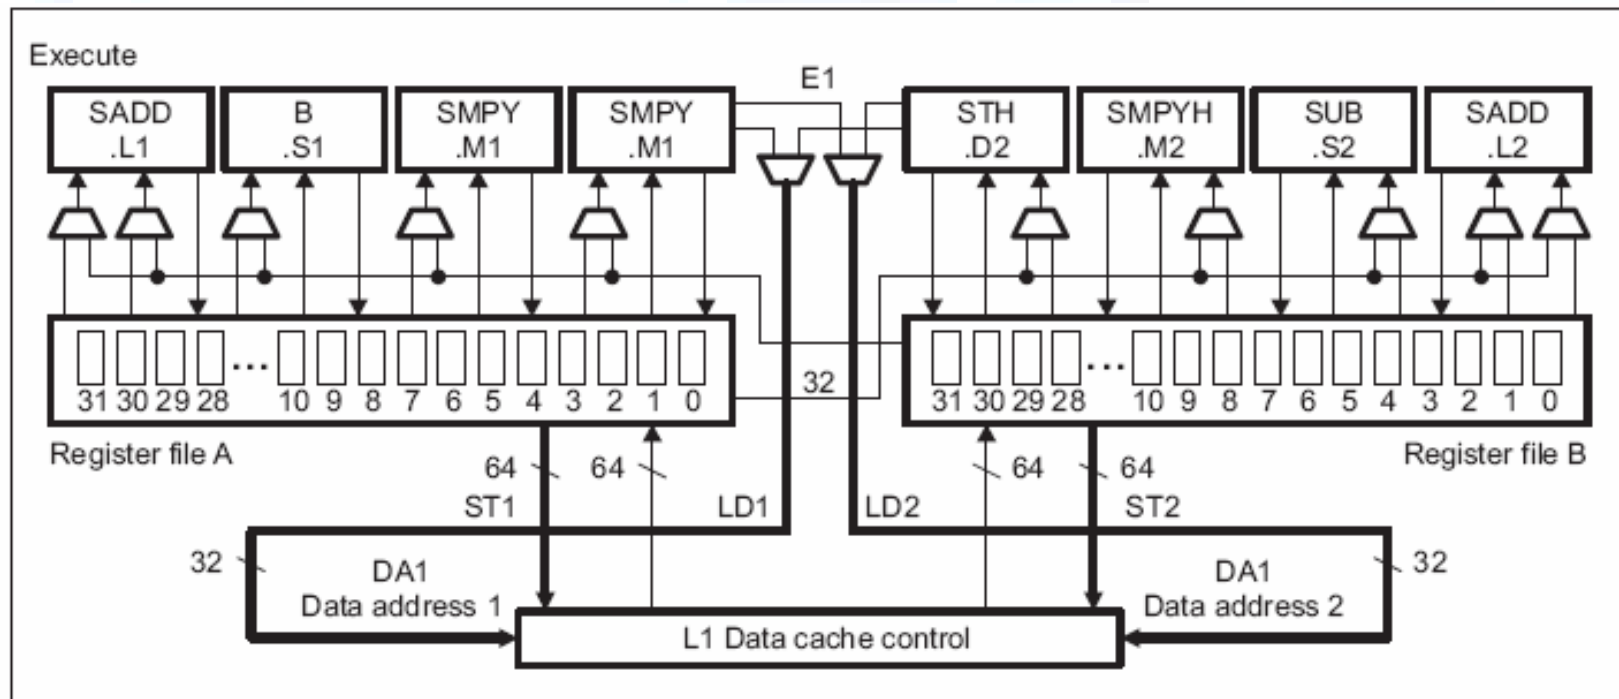 Execute
E1
SADD
.L1
B
.S1
SMPY
.M1
SMPY
.M1
STH
.D2
SMPYH
.M2
SUB
.S2
SADD
.L2
31 30 29 28 ... 10 9 8 7 6 5 4 3 2 1 0
32
31 30 29 28 ... 10 9 8 7 6 5 4 3 2 1 0
Register file A
Register file B
64
64
64
64
ST1
LD1
LD2
ST2
32
DA1
Data address 1
DA1
Data address 2
32
L1 Data cache control